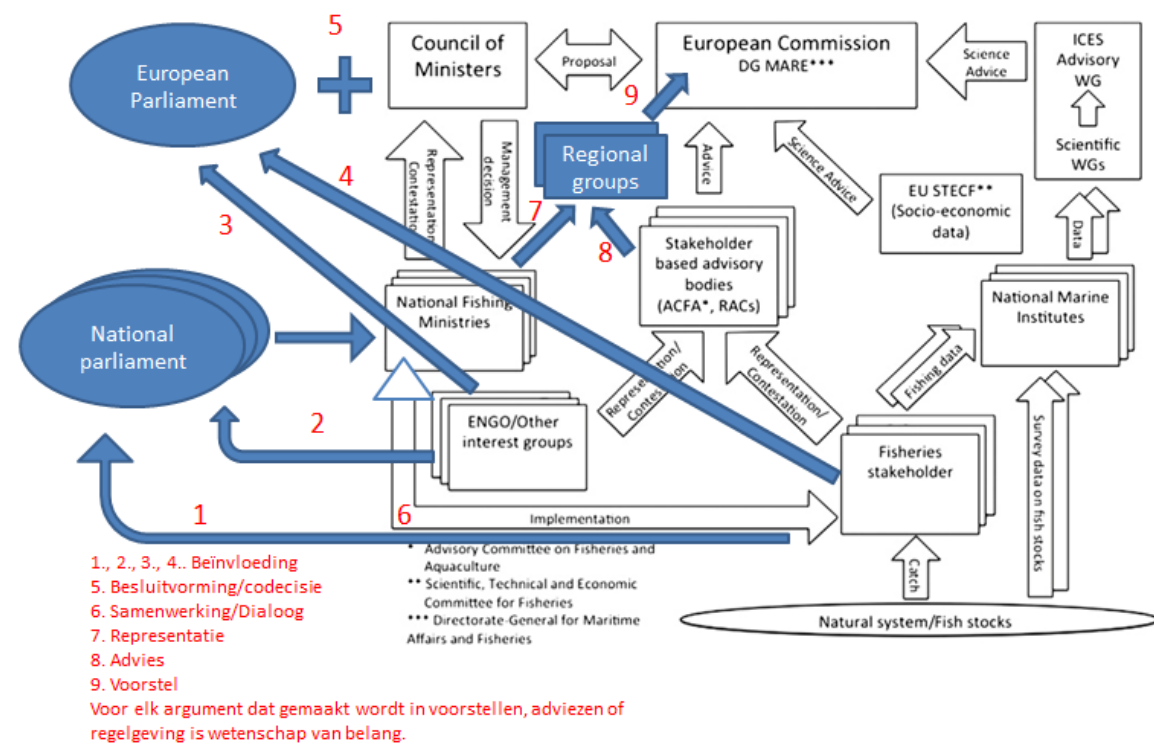 5
European
Parliament
Council of
Ministers
Proposal
European Commission
DG MARE***
Science
Advice
ICES
Advisory
WG
Scientific
WGs
9
Representation/
Contestation
Management
decision
Regional
groups
Advice
Science Advice
EU STECF**
(Socio-economic
data)
Data
4
3
7
8
Stakeholder
based advisory
bodies
(ACFA*, RACs)
National Fishing
Ministries
National Marine
Institutes
National
parliament
Representation/
Contestation
Representation/
Contestation
Fishing data
2
ENGO/Other
interest groups
Fisheries
stakeholder
Survey data on fish stocks
1
6
Implementation
Catch
Natural system/Fish stocks
* Advisory Committee on Fisheries and
Aquaculture
** Scientific, Technical and Economic
Committee for Fisheries
*** Directorate-General for Maritime
Affairs and Fisheries
1., 2., 3., 4.. Beïnvloeding
5. Besluitvorming/codecisie
6. Samenwerking/Dialoog
7. Representatie
8. Advies
9. Voorstel
Voor elk argument dat gemaakt wordt in voorstellen, adviezen of
regelgeving is wetenschap van belang.